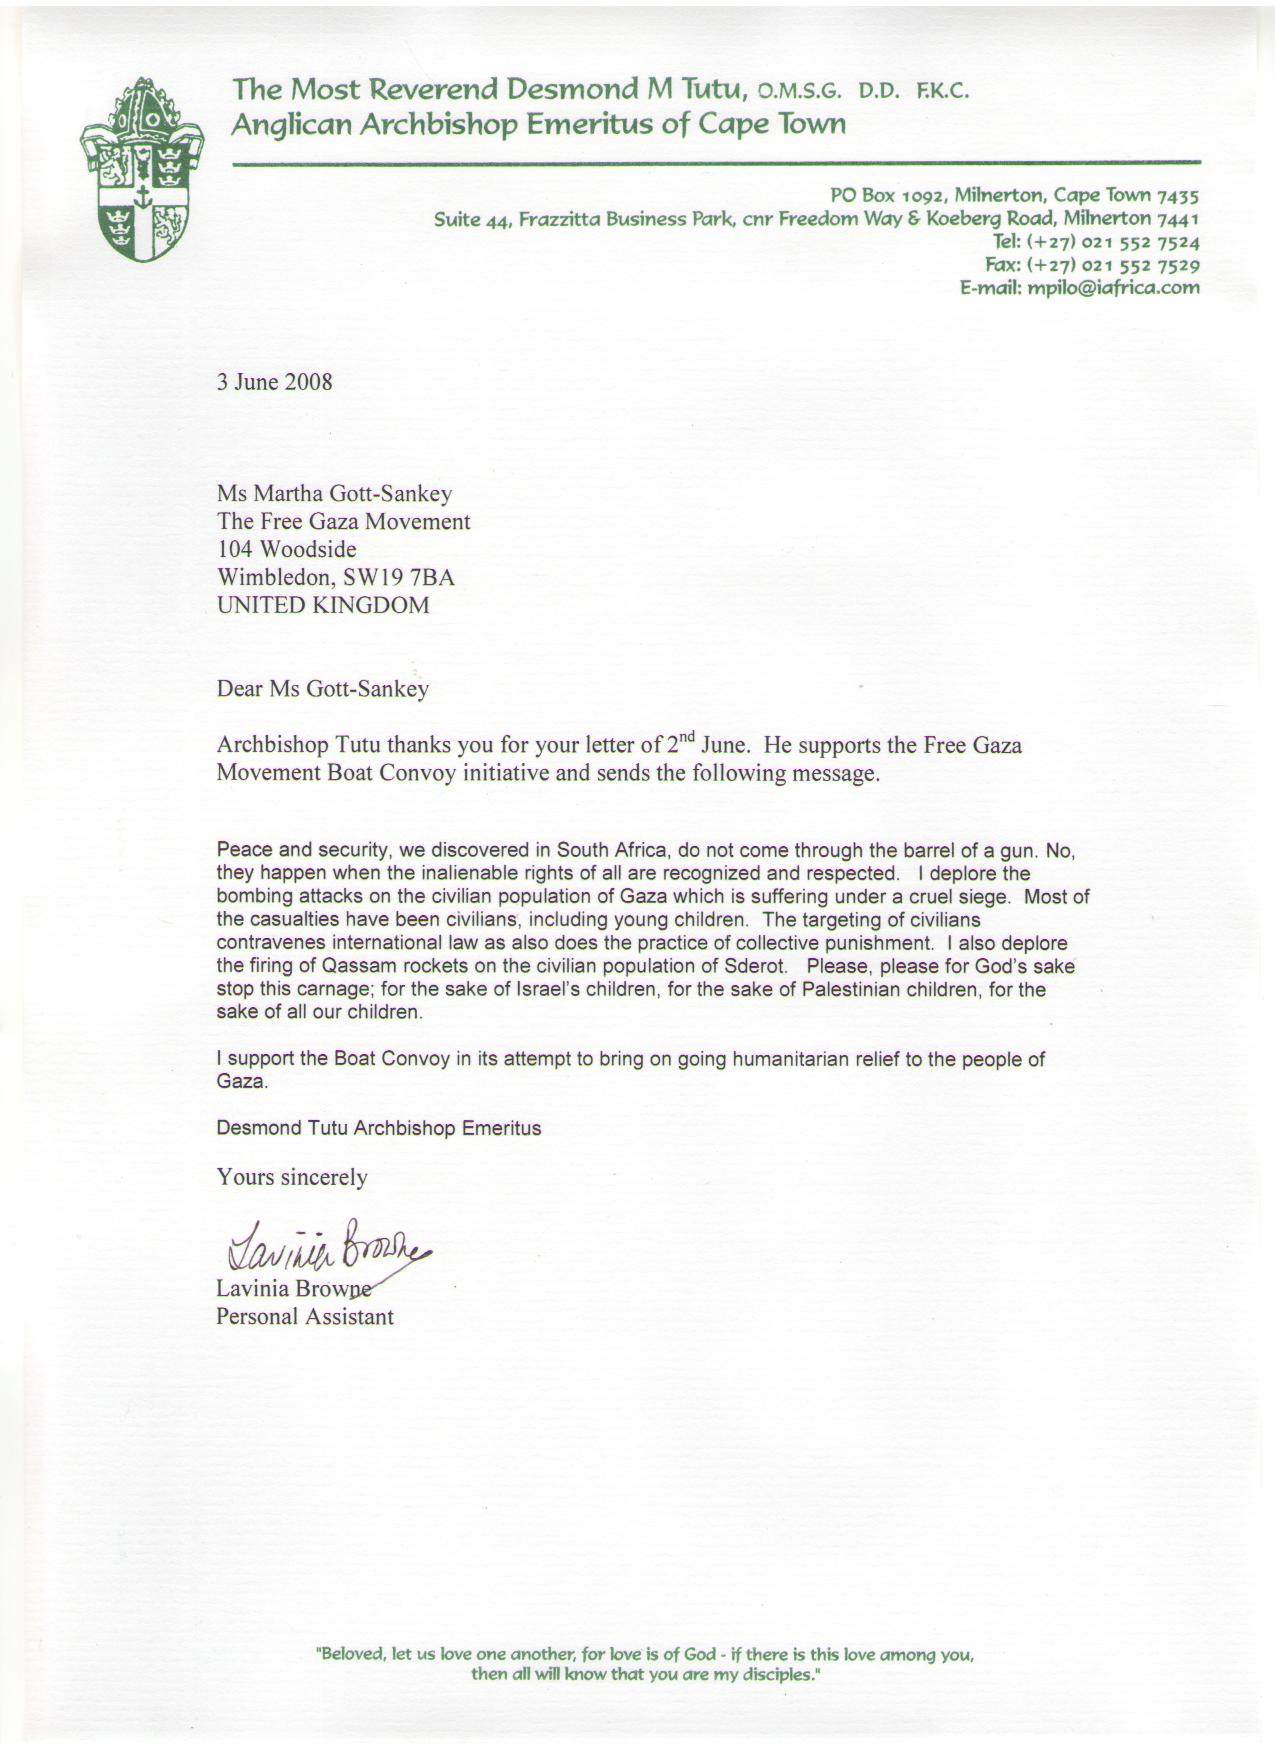 The Most Reverend Desmond M Tutu, O.M.S.G. D.D. F.K.C.
Anglican Archbishop Emeritus of Cape Town
PO Box 1092, Milnerton, Cape Town 7435
Suite 44, Frazzitta Business Park, cnr Freedom Way & Koeberg Road, Milnerton 7441
Tel: (+27) 021 552 7524
Fax: (+27) 021 552 7529
E-mail: mpilo@iafrica.com
3 June 2008
Ms Martha Gott-Sankey
The Free Gaza Movement
104 Woodside
Wimbledon, SW19 7BA
UNITED KINGDOM
Dear Ms Gott-Sankey
Archbishop Tutu thanks you for your letter of 2nd June. He supports the Free Gaza
Movement Boat Convoy initiative and sends the following message.
Peace and security, we discovered in South Africa, do not come through the barrel of a gun. No,
they happen when the inalienable rights of all are recognized and respected. I deplore the
bombing attacks on the civilian population of Gaza which is suffering under a cruel siege. Most of
the casualties have been civilians, including young children. The targeting of civilians
contravenes international law as also does the practice of collective punishment. I also deplore
the firing of Qassam rockets on the civilian population of Sderot. Please, please for God's sake
stop this carnage; for the sake of Israel's children, for the sake of Palestinian children, for the
sake of all our children.
I support the Boat Convoy in its attempt to bring on going humanitarian relief to the people of
Gaza.
Desmond Tutu Archbishop Emeritus
Yours sincerely
Lavinia Browne
Lavinia Browne
Personal Assistant
"Beloved, let us love one another, for love is of God - if there is this love among you,
then all will know that you are my disciples."